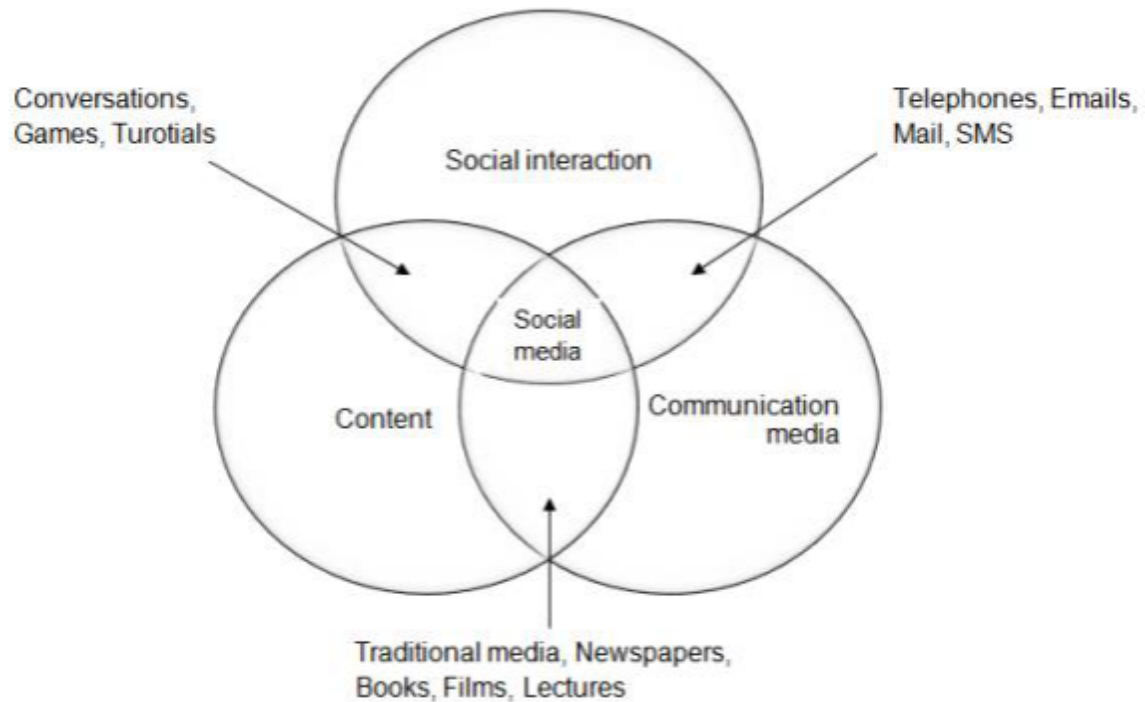 Conversations,
Games, Turotials
Telephones, Emails,
Mail, SMS
Social interaction
Social
media
Content
Communication
media
Traditional media, Newspapers,
Books, Films, Lectures